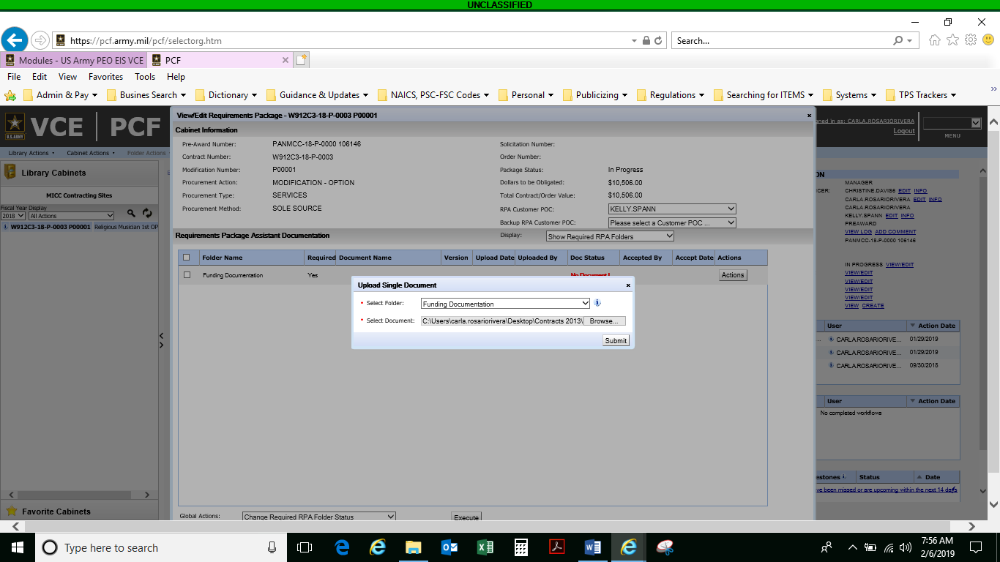 UNCLASSIFIED
https://pcf.army.mil/pcf/selectorg.htm
Search...
Modules - US Army PEO EIS VCE
PCF
File Edit View Favorites Tools Help
Admin & Pay Busines Search Dictionary Guidance & Updates NAICS, PSC-FSC Codes Personal Publicizing Regulations Searching for ITEMS Systems TPS Trackers
U.S.ARMY
VCE | PCF
CARLA.ROSARIORIVERA
Logout
MENU
Library Actions Cabinet Actions Folder Actions
Library Cabinets
MICC Contracting Sites
Fiscal Year Display
2018 All Actions
W912C3-18-P-0003 P00001 Religious Musician 1st OP
Favorite Cabinets
View/Edit Requirements Package - W912C3-18-P-0003 P00001
Cabinet Information
Pre-Award Number: PANMCC-18-P-0000 106146 Solicitation Number:
Contract Number: W912C3-18-P-0003 Order Number:
Modification Number: P00001 Package Status: In Progress
Procurement Action: MODIFICATION - OPTION Dollars to be Obligated: $10,506.00
Procurement Type: SERVICES Total Contract/Order Value: $10,506.00
Procurement Method: SOLE SOURCE RPA Customer POC: KELLY.SPANN
Backup RPA Customer POC: Please select a Customer POC ...
Requirements Package Assistant Documentation Display: Show Required RPA Folders
Folder Name Required Document Name Version Upload Date Uploaded By Doc Status Accepted By Accept Date Actions
Funding Documentation Yes No Document ! Actions
Upload Single Document
* Select Folder: Funding Documentation
* Select Document: C:\Users\carla.rosariorivera\Desktop\Contracts 2013\ Browse...
Submit
Global Actions: Change Required RPA Folder Status Execute
MANAGER
CHRISTINE.DAVIS6 EDIT INFO
CARLA.ROSARIORIVERA EDIT INFO
CARLA.ROSARIORIVERA
KELLY.SPANN EDIT INFO
PREAWARD
VIEW LOG ADD COMMENT
PANMCC-18-P-0000 106146
IN PROGRESS VIEW/EDIT
VIEW/EDIT
VIEW/EDIT
VIEW/EDIT
VIEW/EDIT
VIEW CREATE
User Action Date
CARLA.ROSARIORIVE... 01/29/2019
CARLA.ROSARIORIVE... 01/29/2019
CARLA.ROSARIORIVE... 09/30/2018
User Action Date
No completed workflows
Status Date
been missed or are upcoming within the next 14 days
Type here to search
7:56 AM
2/6/2019